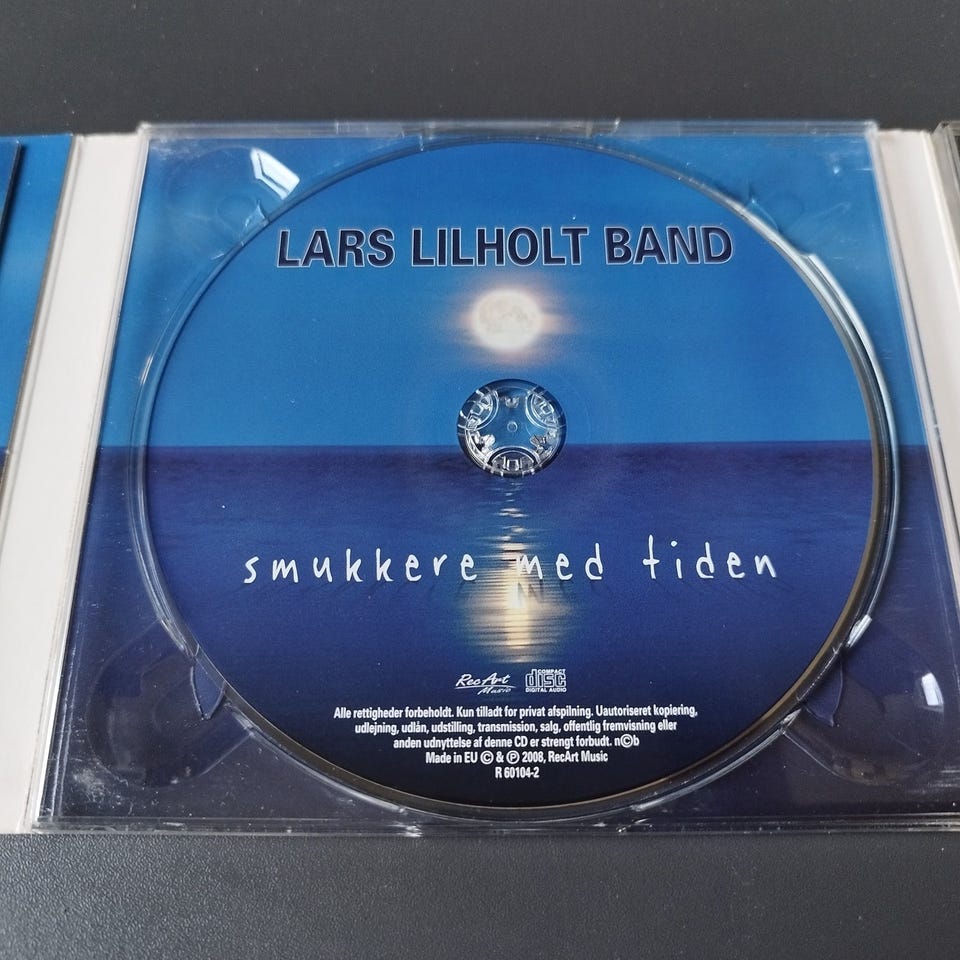 LARS LILHOLT BAND
smukkere med tiden
RecArt
Music
COMPACT
disc
DIGITAL AUDIO
Alle rettigheder forbeholdt. Kun tilladt for privat afspilning. Uautoriseret kopiering,
udlejning, udlån, udstilling, transmission, salg, offentlig fremvisning eller
anden udnyttelse af denne CD er strengt forbudt. n©b
Made in EU © & ℗ 2008, RecArt Music
R 60104-2